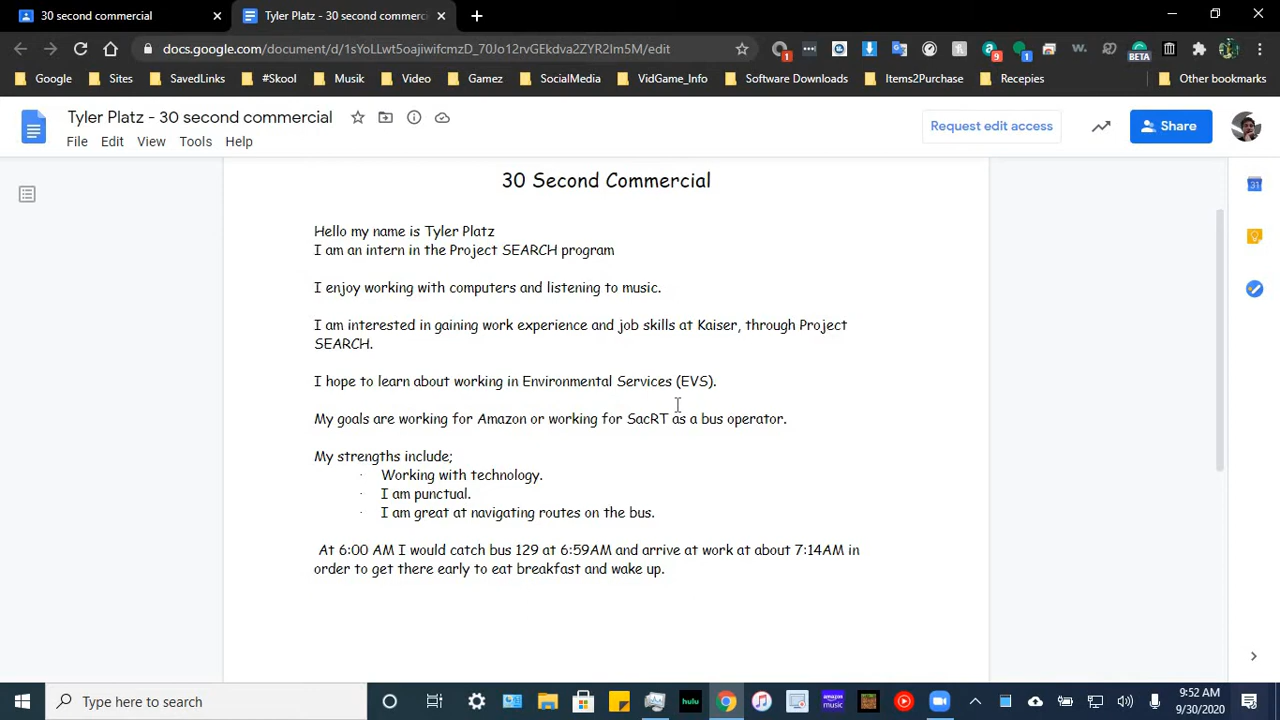 30 second commercial
Tyler Platz - 30 second commerci
docs.google.com/document/d/1sYoLLwt5oajiwifcmzD_70Jo12rvGEkdva2ZYR2Im5M/edit
1
9
1
BETA
Google
Sites
SavedLinks
#Skool
Musik
Video
Gamez
SocialMedia
VidGame_Info
Software Downloads
Items2Purchase
Recepies
Other bookmarks
Tyler Platz - 30 second commercial
Request edit access
Share
File
Edit
View
Tools
Help
31
30 Second Commercial
Hello my name is Tyler Platz
I am an intern in the Project SEARCH program
I enjoy working with computers and listening to music.
I am interested in gaining work experience and job skills at Kaiser, through Project
SEARCH.
I hope to learn about working in Environmental Services (EVS).
My goals are working for Amazon or working for SacRT as a bus operator.
My strengths include;
· Working with technology.
· I am punctual.
· I am great at navigating routes on the bus.
At 6:00 AM I would catch bus 129 at 6:59AM and arrive at work at about 7:14AM in
order to get there early to eat breakfast and wake up.
Type here to search
hulu
amazon
music
9:52 AM
9/30/2020